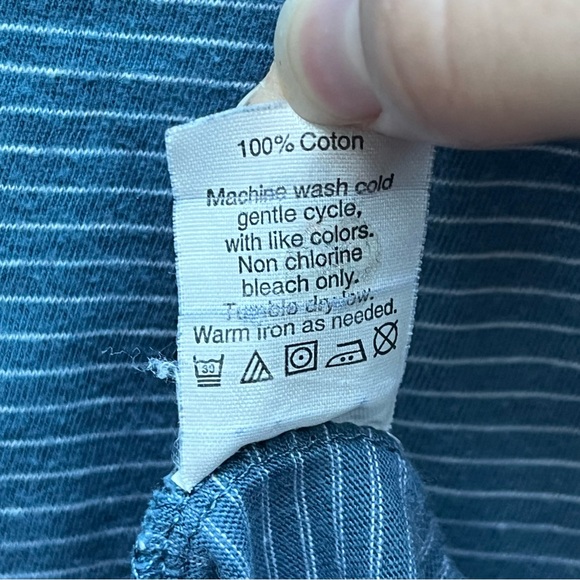 100% Coton
Machine wash cold
gentle cycle,
with like colors.
Non chlorine
bleach only.
Tumble dry low.
Warm iron as needed.
30